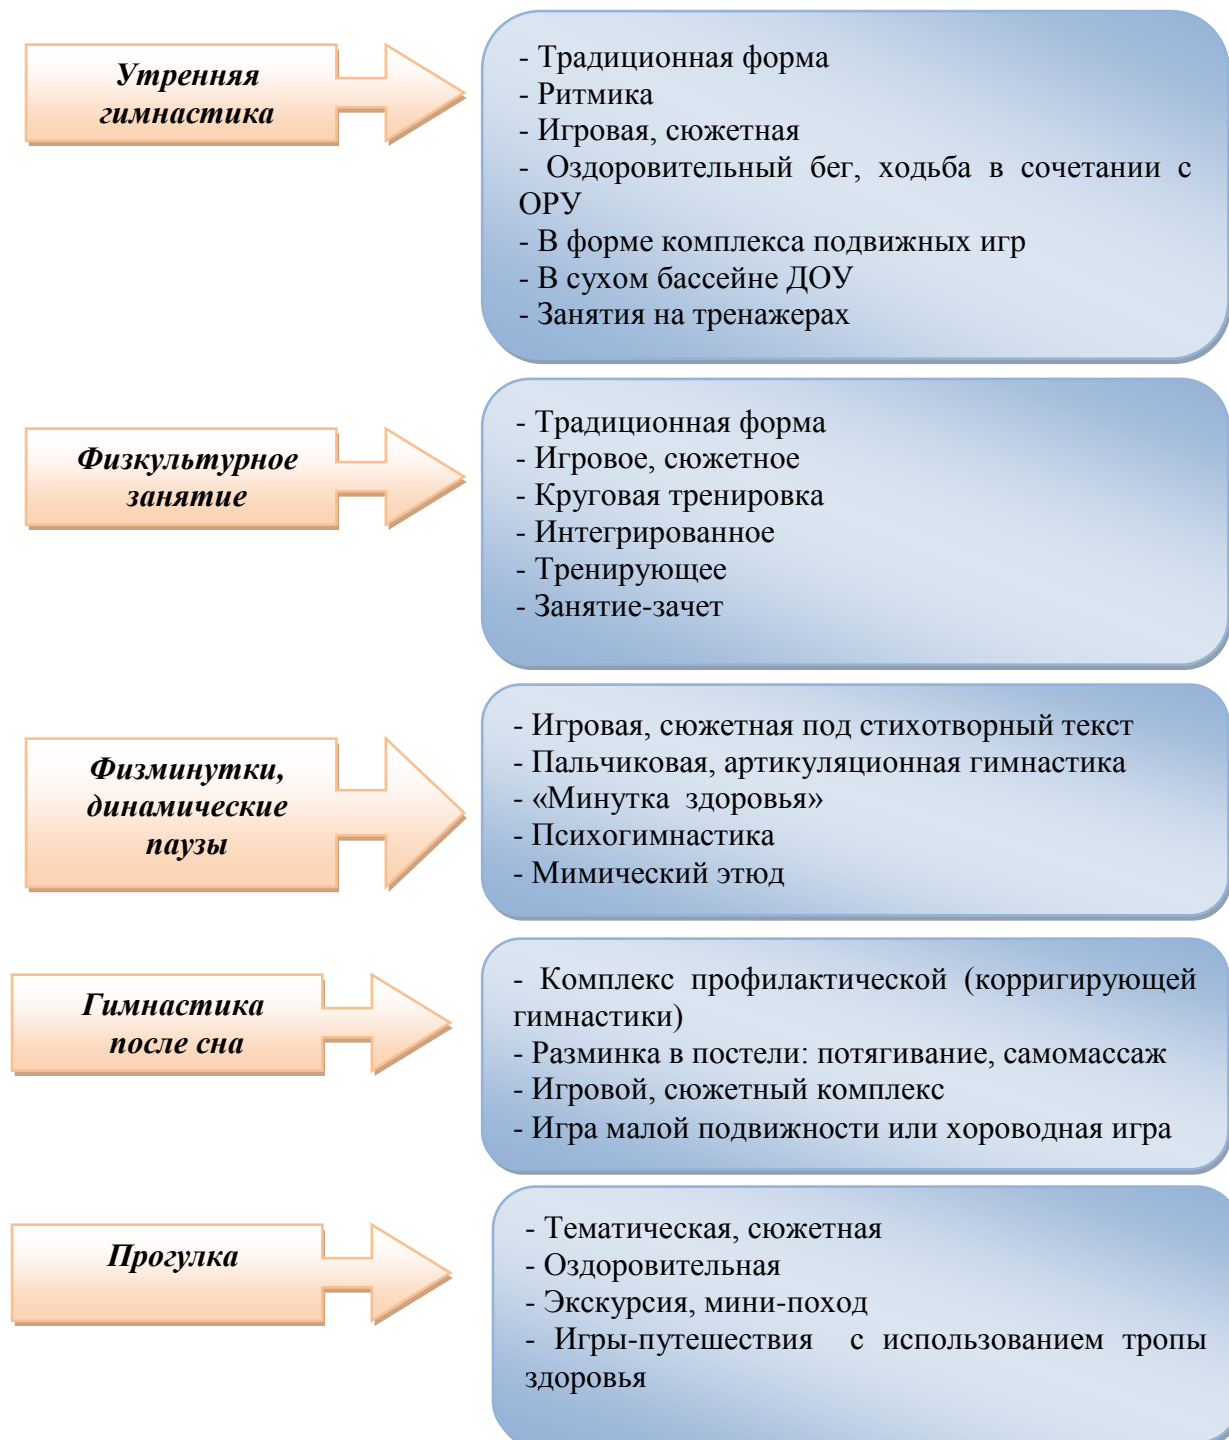 Утренняя
гимнастика
- Традиционная форма
- Ритмика
- Игровая, сюжетная
- Оздоровительный бег, ходьба в сочетании с
ОРУ
- В форме комплекса подвижных игр
- В сухом бассейне ДОУ
- Занятия на тренажерах
Физкультурное
занятие
- Традиционная форма
- Игровое, сюжетное
- Круговая тренировка
- Интегрированное
- Тренирующее
- Занятие-зачет
Физминутки,
динамические
паузы
- Игровая, сюжетная под стихотворный текст
- Пальчиковая, артикуляционная гимнастика
- «Минутка здоровья»
- Психогимнастика
- Мимический этюд
Гимнастика
после сна
- Комплекс профилактической (корригирующей
гимнастики)
- Разминка в постели: потягивание, самомассаж
- Игровой, сюжетный комплекс
- Игра малой подвижности или хороводная игра
Прогулка
- Тематическая, сюжетная
- Оздоровительная
- Экскурсия, мини-поход
- Игры-путешествия с использованием тропы
здоровья